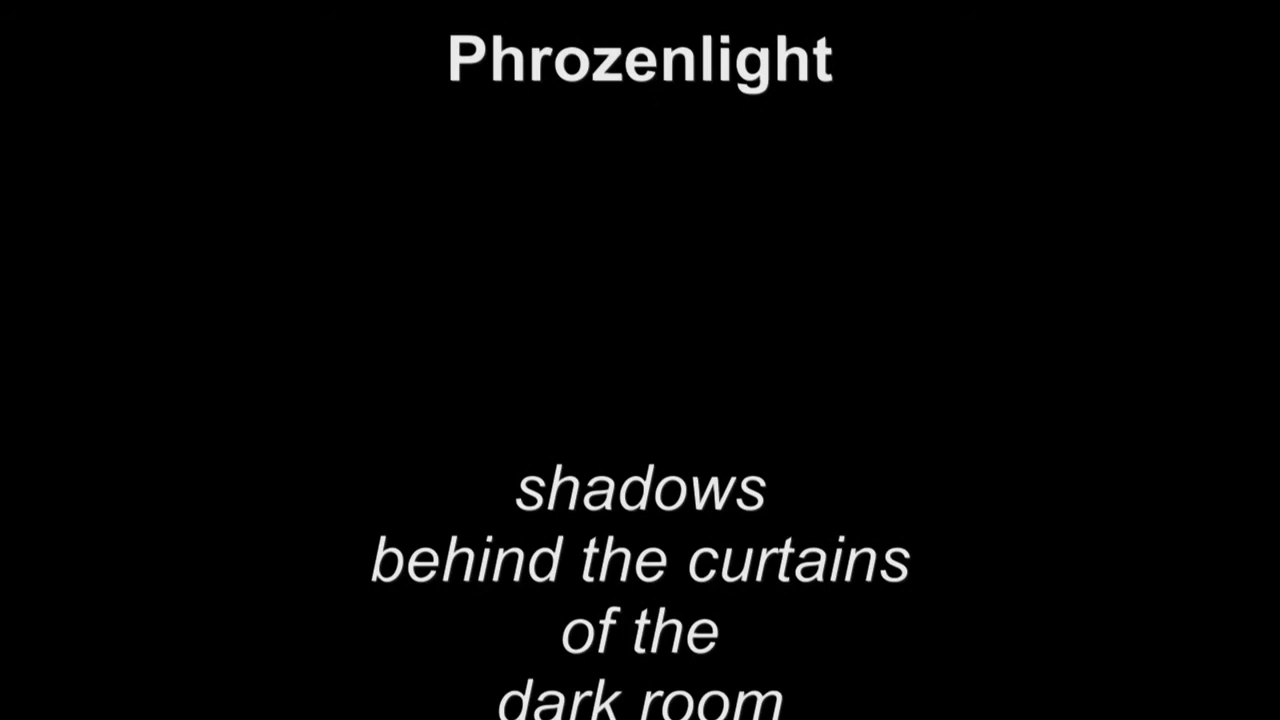 Phrozenlight
shadows
behind the curtains
of the
dark room